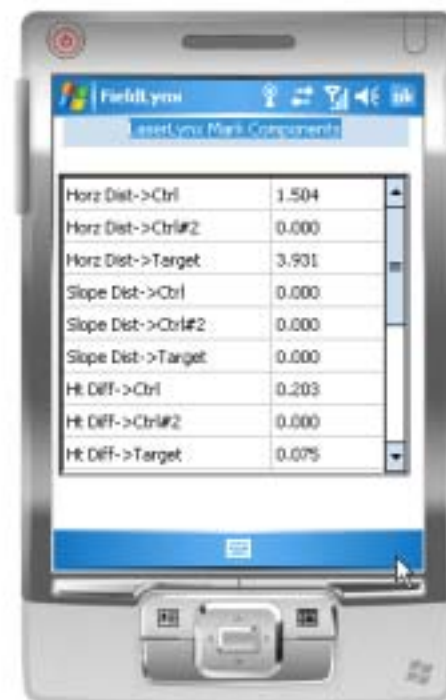 FieldLynx
ok
LaserLynx Mark Components
Horz Dist->Ctrl 1.504
Horz Dist->Ctrl#2 0.000
Horz Dist->Target 3.931
Slope Dist->Ctrl 0.000
Slope Dist->Ctrl#2 0.000
Slope Dist->Target 0.000
Ht Diff->Ctrl 0.203
Ht Diff->Ctrl#2 0.000
Ht Diff->Target 0.075